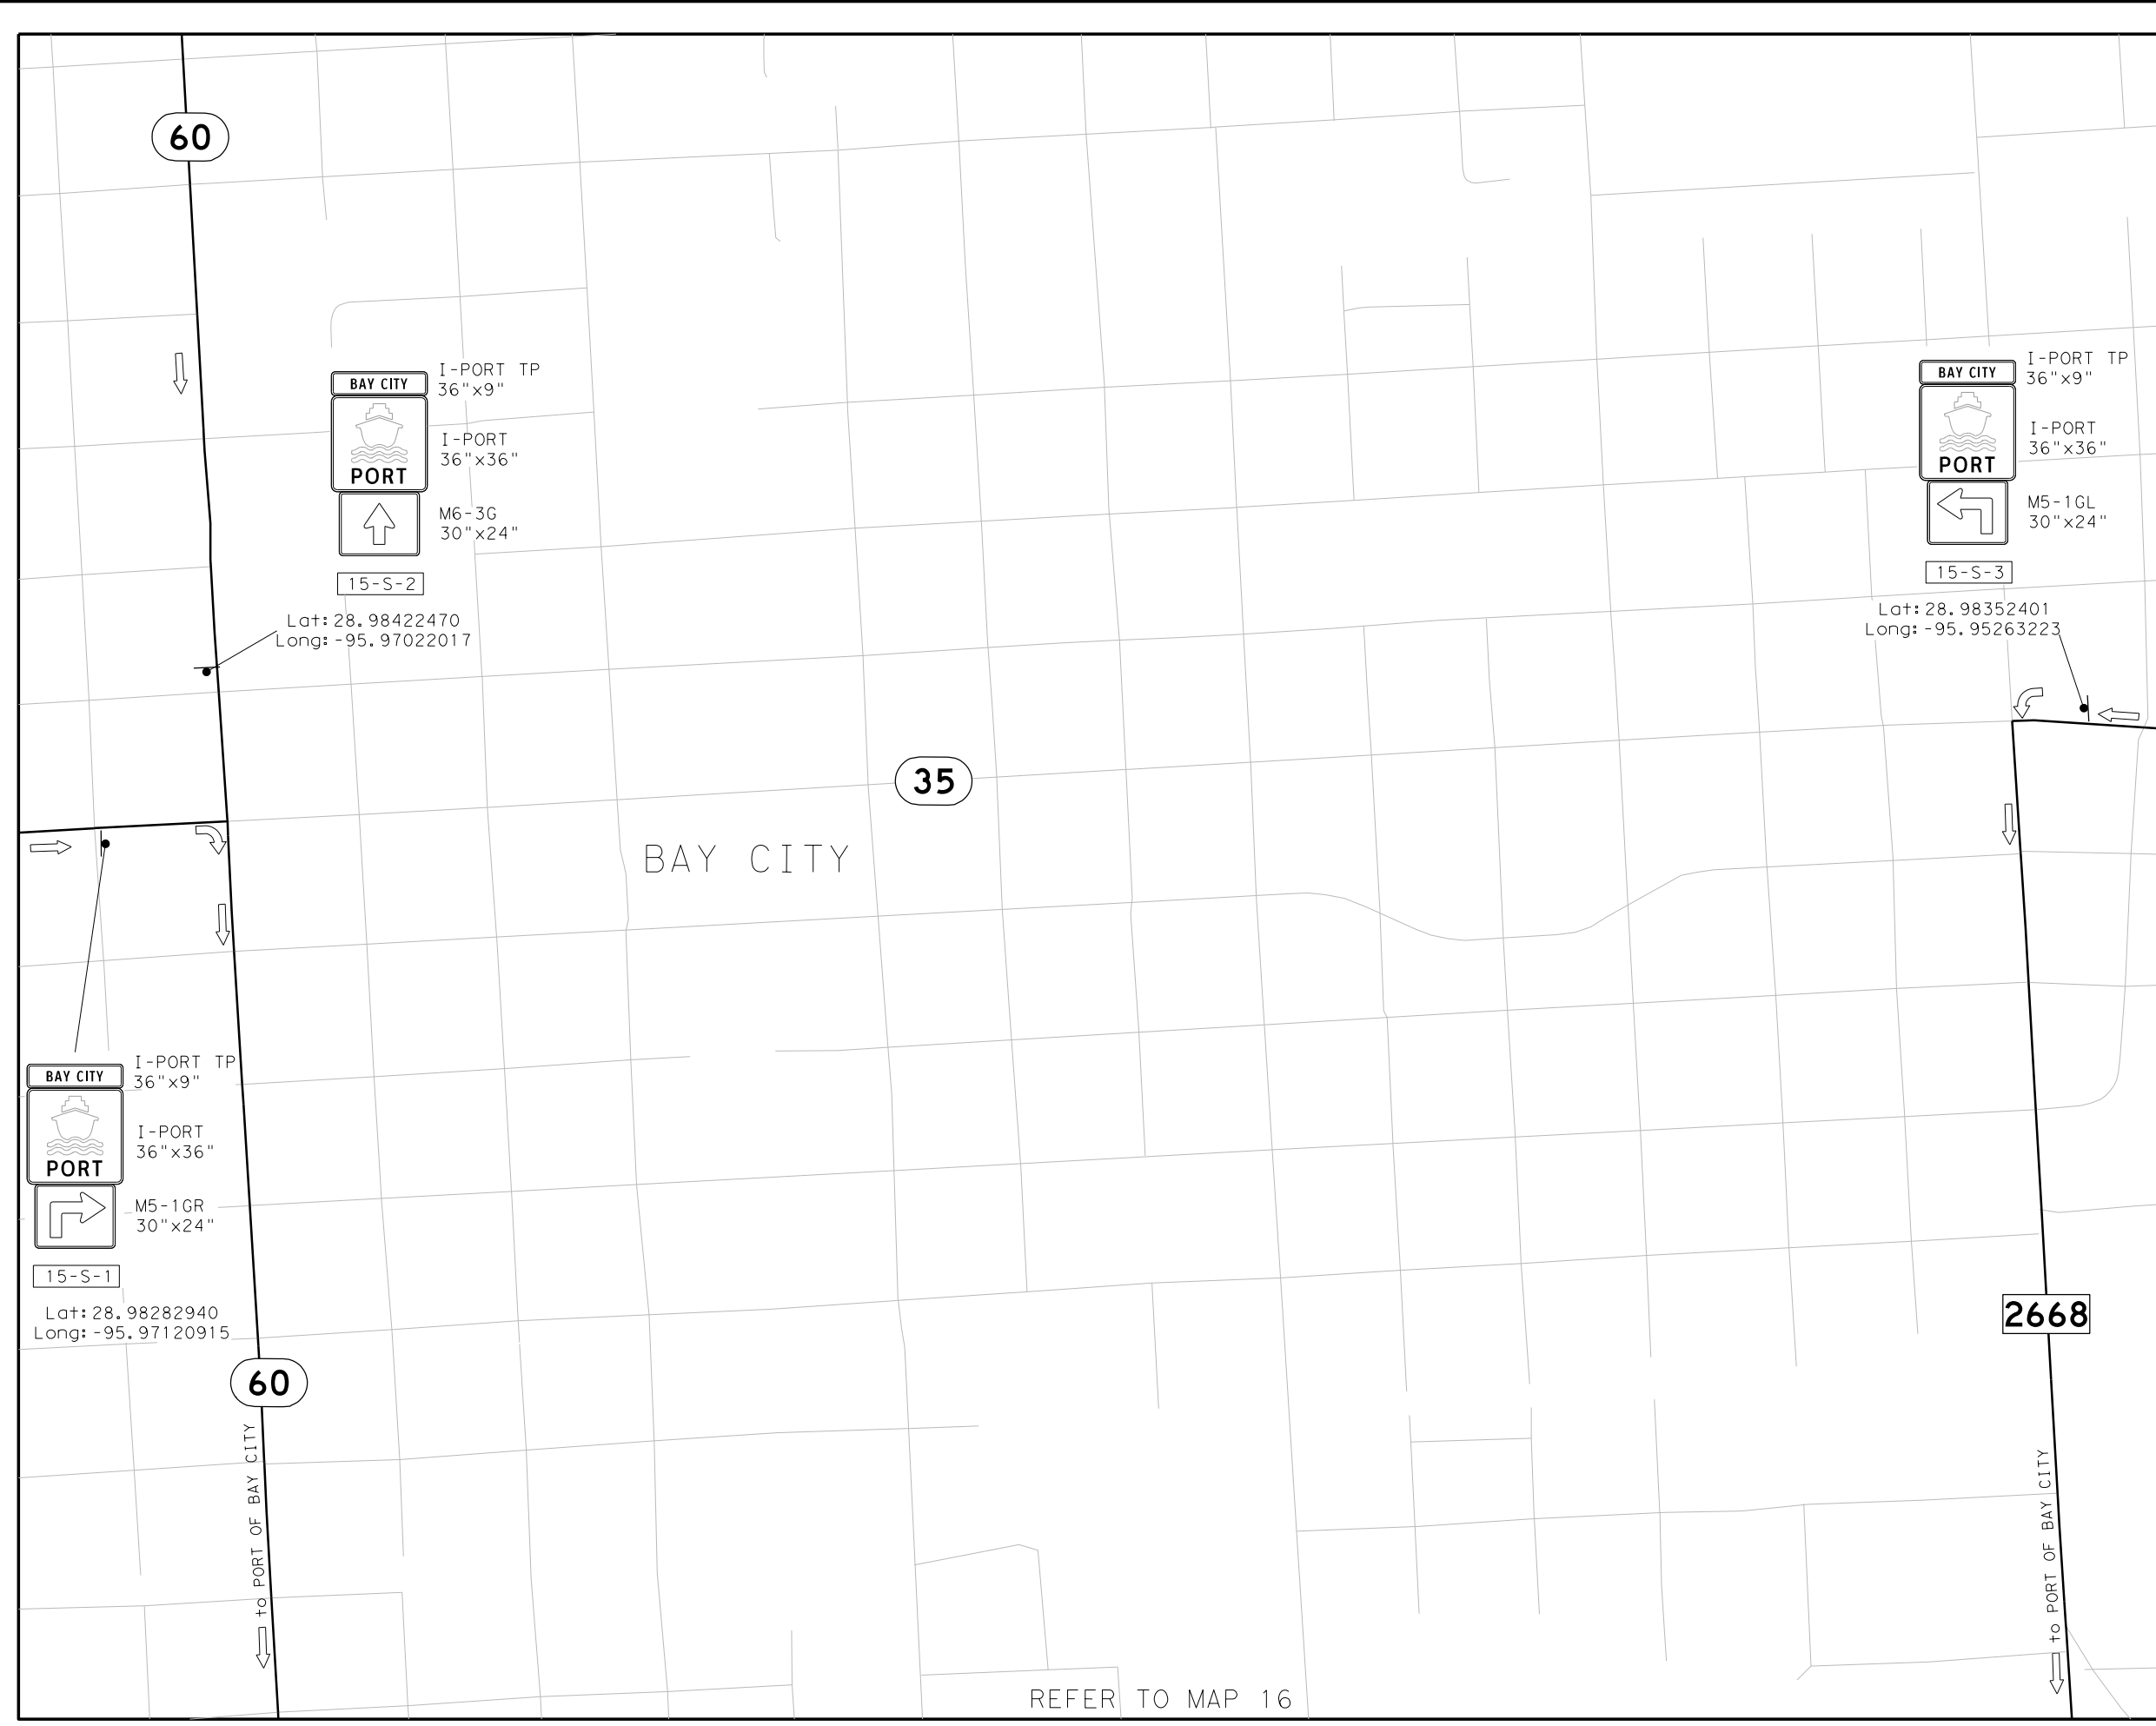 60
BAY CITY
PORT
I-PORT TP
36"x9"
I-PORT
36"x36"
M6-3G
30"x24"
15-S-2
Lat: 28.98422470
Long: -95.97022017
BAY CITY
PORT
I-PORT TP
36"x9"
I-PORT
36"x36"
M5-1GL
30"x24"
15-S-3
Lat: 28.98352401
Long: -95.95263223
35
BAY CITY
BAY CITY
PORT
I-PORT TP
36"x9"
I-PORT
36"x36"
M5-1GR
30"x24"
15-S-1
Lat: 28.98282940
Long: -95.97120915
2668
60
to PORT OF BAY CITY
to PORT OF BAY CITY
REFER TO MAP 16